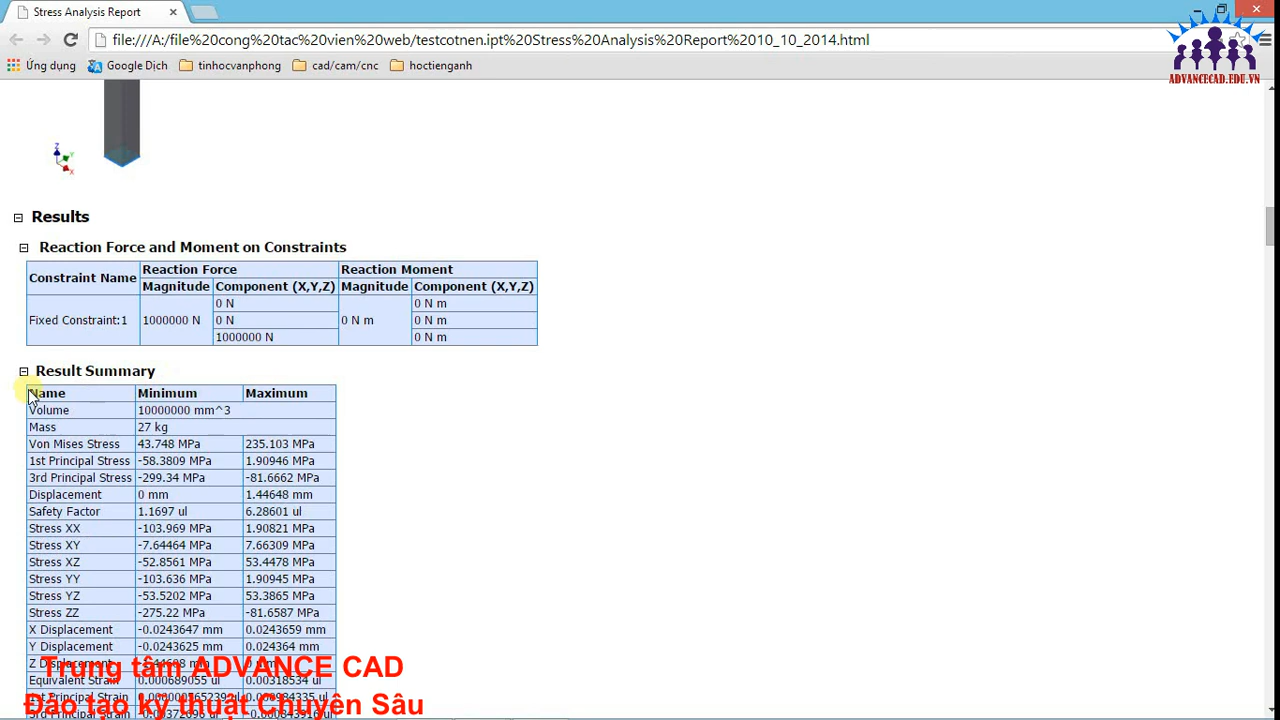 Stress Analysis Report
file:///A:/file%20cong%20tac%20vien%20web/testcotnen.ipt%20Stress%20Analysis%20Report%2010_10_2014.html
Ứng dụng Google Dịch tinhocvanphong cad/cam/cnc hoctienganh
ADVANCECAD.EDU.VN
Z
Y
X
Results
Reaction Force and Moment on Constraints
Constraint Name Reaction Force Reaction Moment
Magnitude Component (X,Y,Z) Magnitude Component (X,Y,Z)
Fixed Constraint:1 1000000 N 0 N 0 N m 0 N m
0 N 0 N m
1000000 N 0 N m
Result Summary
Name Minimum Maximum
Volume 10000000 mm^3
Mass 27 kg
Von Mises Stress 43.748 MPa 235.103 MPa
1st Principal Stress -58.3809 MPa 1.90946 MPa
3rd Principal Stress -299.34 MPa -81.6662 MPa
Displacement 0 mm 1.44648 mm
Safety Factor 1.1697 ul 6.28601 ul
Stress XX -103.969 MPa 1.90821 MPa
Stress XY -7.64464 MPa 7.66309 MPa
Stress XZ -52.8561 MPa 53.4478 MPa
Stress YY -103.636 MPa 1.90945 MPa
Stress YZ -53.5202 MPa 53.3865 MPa
Stress ZZ -275.22 MPa -81.6587 MPa
X Displacement -0.0243647 mm 0.0243659 mm
Y Displacement -0.0243625 mm 0.024364 mm
Z Displacement mm
Trung tâm ADVANCE CAD
Equivalent Strain 0.000689055 ul 0.00318534 ul
1st Principal Strain ul
Đào tạo kỹ thuật Chuyên Sâu
3rd Principal Strain